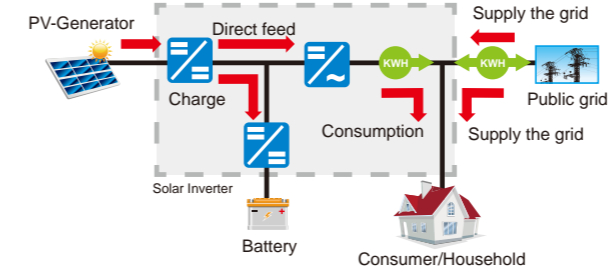 PV-Generator
Direct feed
Supply the grid
KWH
KWH
Charge
Public grid
Consumption
Supply the grid
Solar Inverter
Battery
Consumer/Household